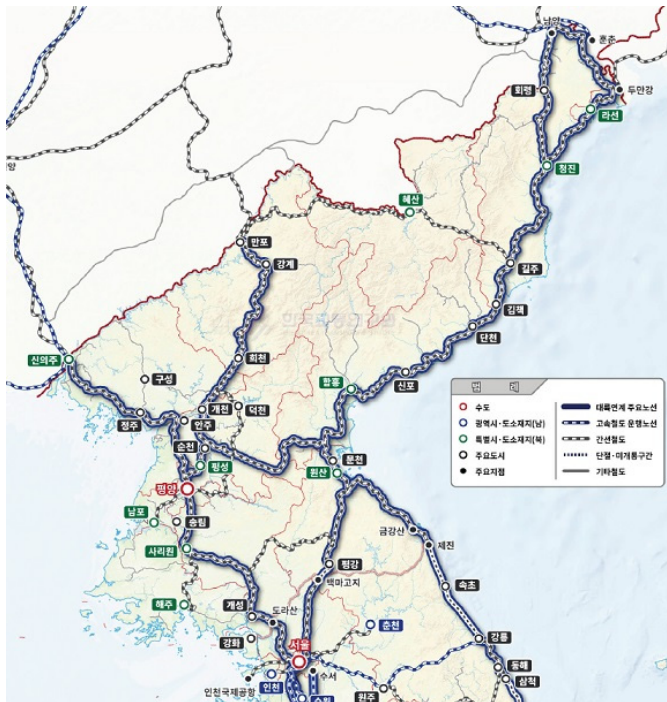 남양
훈춘
회령
두만강
라선
청진
혜산
만포
강계
길주
김책
단천
신의주
희천
구성
함흥
신포
개천
덕천
정주
안주
순천
문천
평성
원산
평양
남포
송림
금강산
제진
사리원
평강
백마고지
속초
해주
개성
도라산
춘천
강화
강릉
서울
동해
수서
삼척
인천국제공항
인천
원주
수원
범 례
수도
광역시·도소재지(남)
특별시·도소재지(북)
주요도시
주요지점
대륙연계 주요노선
고속철도 운행노선
간선철도
단절·미개통구간
기타철도